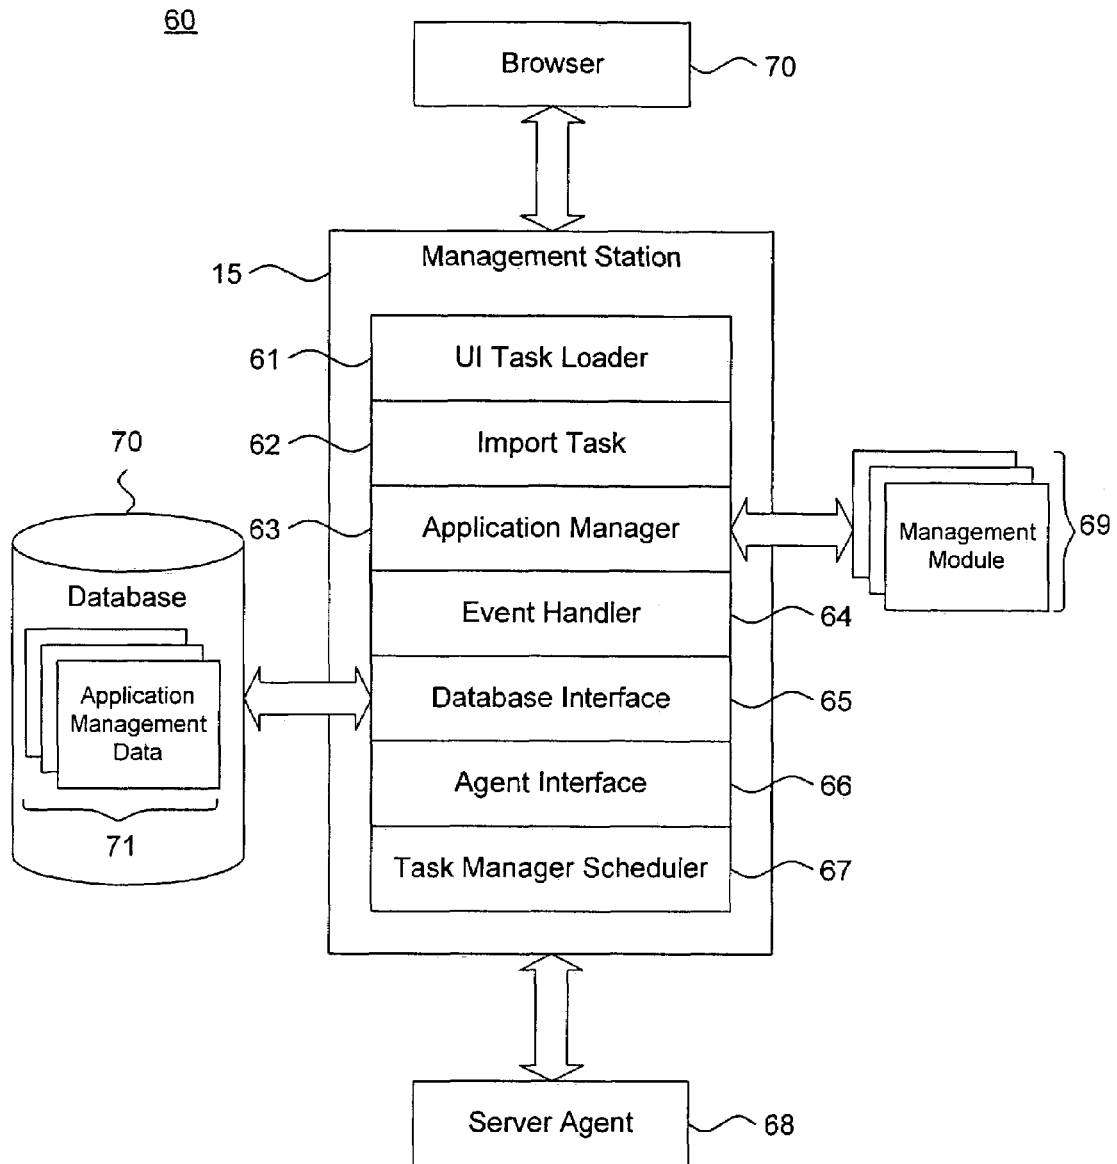 60
Browser
70
Management Station
15
UI Task Loader
61
Import Task
62
Application Manager
63
Event Handler
64
Database Interface
65
Agent Interface
66
Task Manager Scheduler
67
70
Database
Application
Management
Data
71
Management
Module
69
Server Agent
68